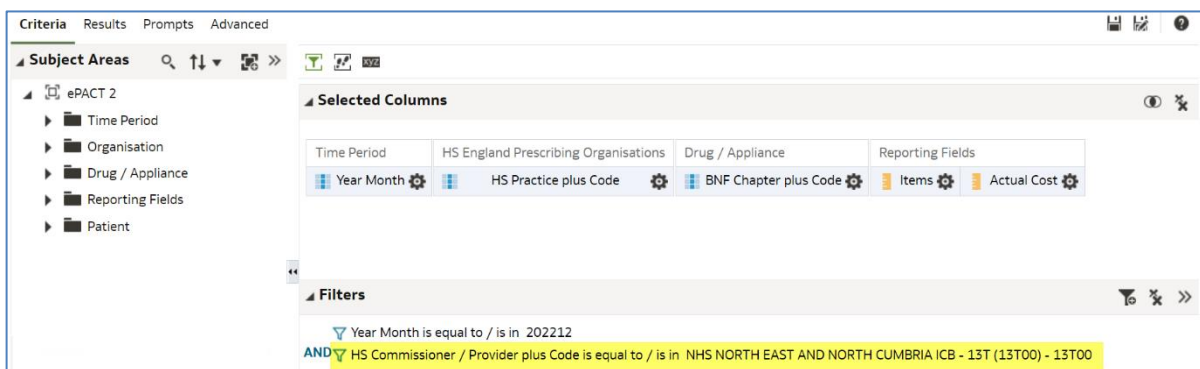 Criteria Results Prompts Advanced
Subject Areas
ePACT 2
Time Period
Organisation
Drug / Appliance
Reporting Fields
Patient
xyz
Selected Columns
Time Period HS England Prescribing Organisations Drug / Appliance Reporting Fields
Year Month HS Practice plus Code BNF Chapter plus Code Items Actual Cost
Filters
Year Month is equal to / is in 202212
AND HS Commissioner / Provider plus Code is equal to / is in NHS NORTH EAST AND NORTH CUMBRIA ICB - 13T (13T00) - 13T00